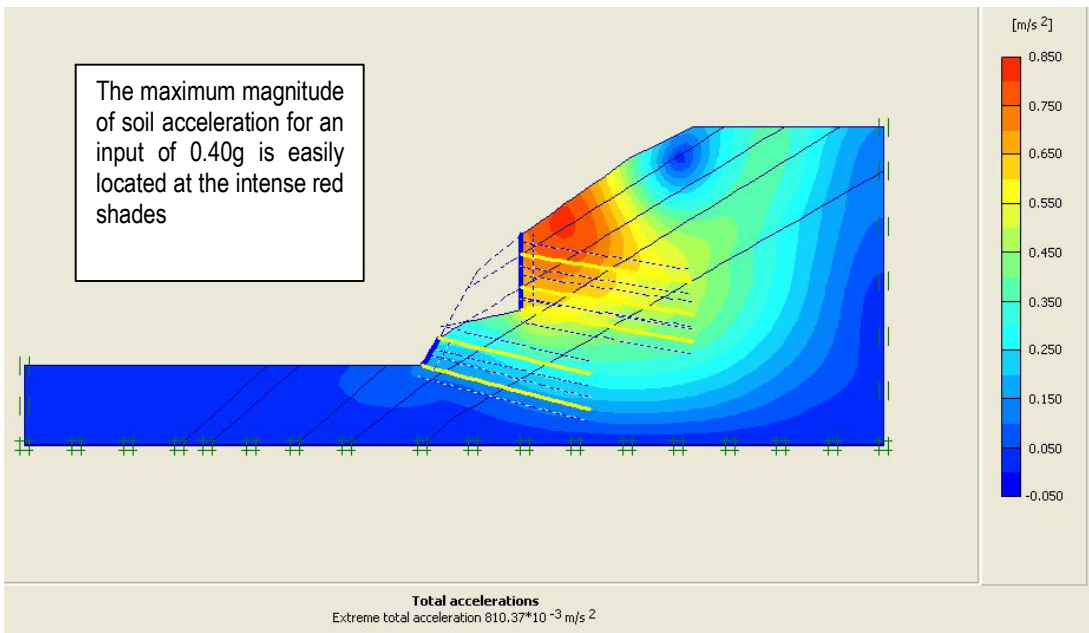 The maximum magnitude
of soil acceleration for an
input of 0.40g is easily
located at the intense red
shades
[m/s 2]
0.850
0.750
0.650
0.550
0.450
0.350
0.250
0.150
0.050
-0.050
Total accelerations
Extreme total acceleration 810.37*10 -3 m/s 2